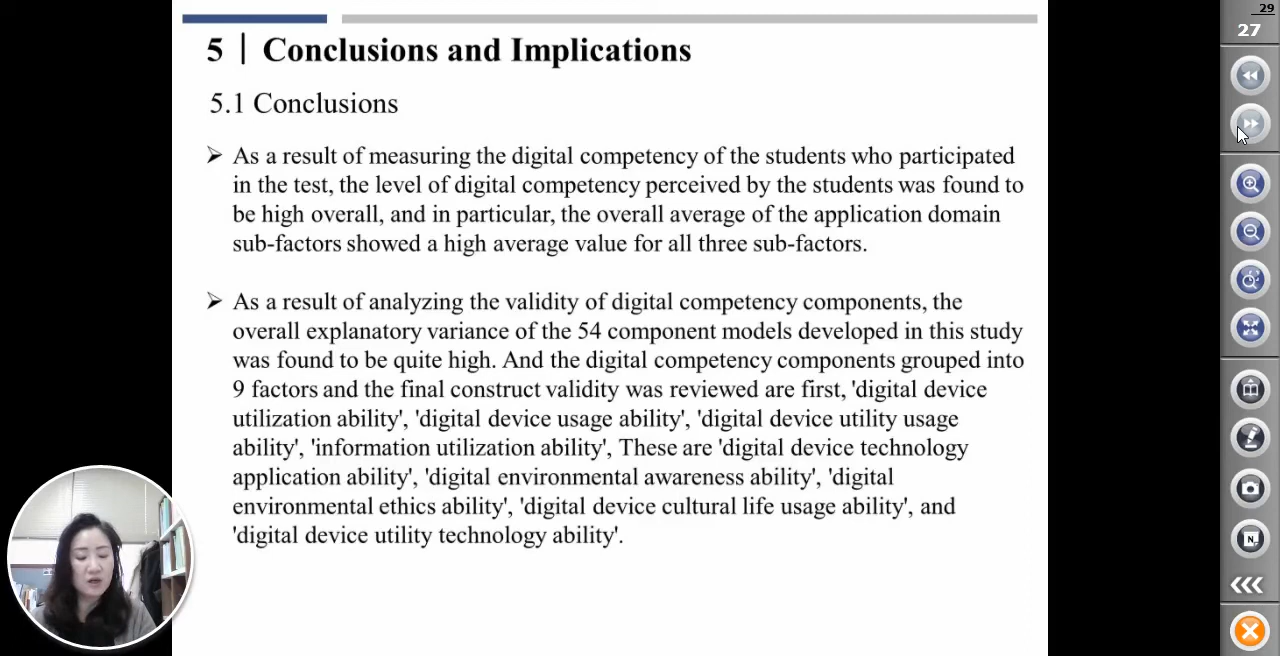 29
27
5 | Conclusions and Implications
5.1 Conclusions
➢ As a result of measuring the digital competency of the students who participated
in the test, the level of digital competency perceived by the students was found to
be high overall, and in particular, the overall average of the application domain
sub-factors showed a high average value for all three sub-factors.
➢ As a result of analyzing the validity of digital competency components, the
overall explanatory variance of the 54 component models developed in this study
was found to be quite high. And the digital competency components grouped into
9 factors and the final construct validity was reviewed are first, 'digital device
utilization ability', 'digital device usage ability', 'digital device utility usage
ability', 'information utilization ability', These are 'digital device technology
application ability', 'digital environmental awareness ability', 'digital
environmental ethics ability', 'digital device cultural life usage ability', and
'digital device utility technology ability'.
N